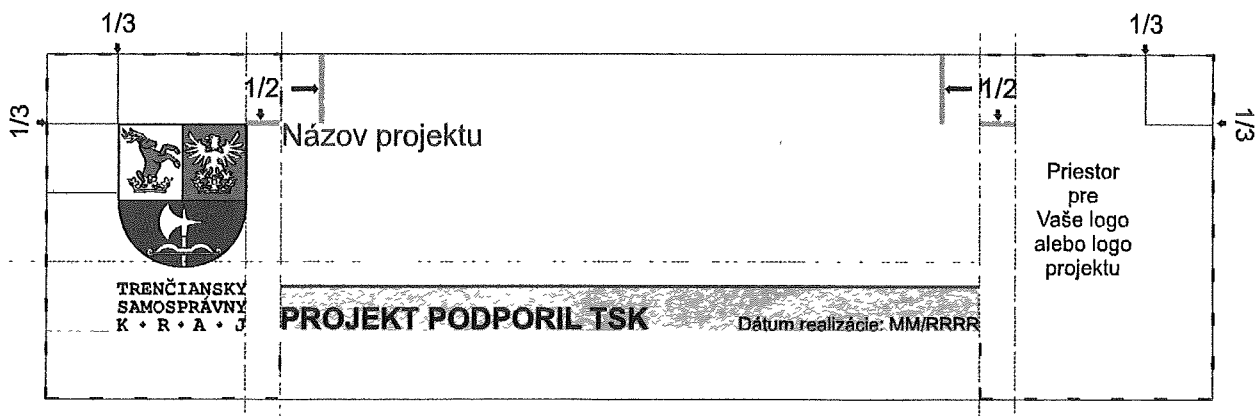 1/3
1/3
1/2
1/2
1/3
1/3
Názov projektu
Priestor
pre
Vaše logo
alebo logo
projektu
TRENČIANSKY
SAMOSPRÁVNY
K • R • A • J
PROJEKT PODPORIL TSK
Dátum realizácie: MM/RRRR